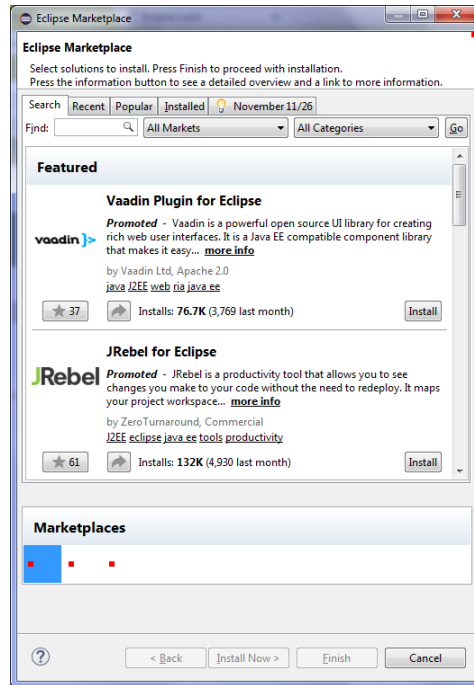 Eclipse Marketplace
Eclipse Marketplace
Select solutions to install. Press Finish to proceed with installation.
Press the information button to see a detailed overview and a link to more information.
Search Recent Popular Installed November 11/26
Find: All Markets All Categories Go
Featured
Vaadin Plugin for Eclipse
Promoted - Vaadin is a powerful open source UI library for creating
rich web user interfaces. It is a Java EE compatible component library
that makes it easy... more info
vaadin }>
by Vaadin Ltd, Apache 2.0
java J2EE web ria java ee
37 Installs: 76.7K (3,769 last month) Install
JRebel for Eclipse
JRebel
Promoted - JRebel is a productivity tool that allows you to see
changes you make to your code without the need to redeploy. It maps
your project workspace... more info
by ZeroTurnaround, Commercial
J2EE eclipse java ee tools productivity
61 Installs: 132K (4,930 last month) Install
Marketplaces
? < Back Install Now > Finish Cancel